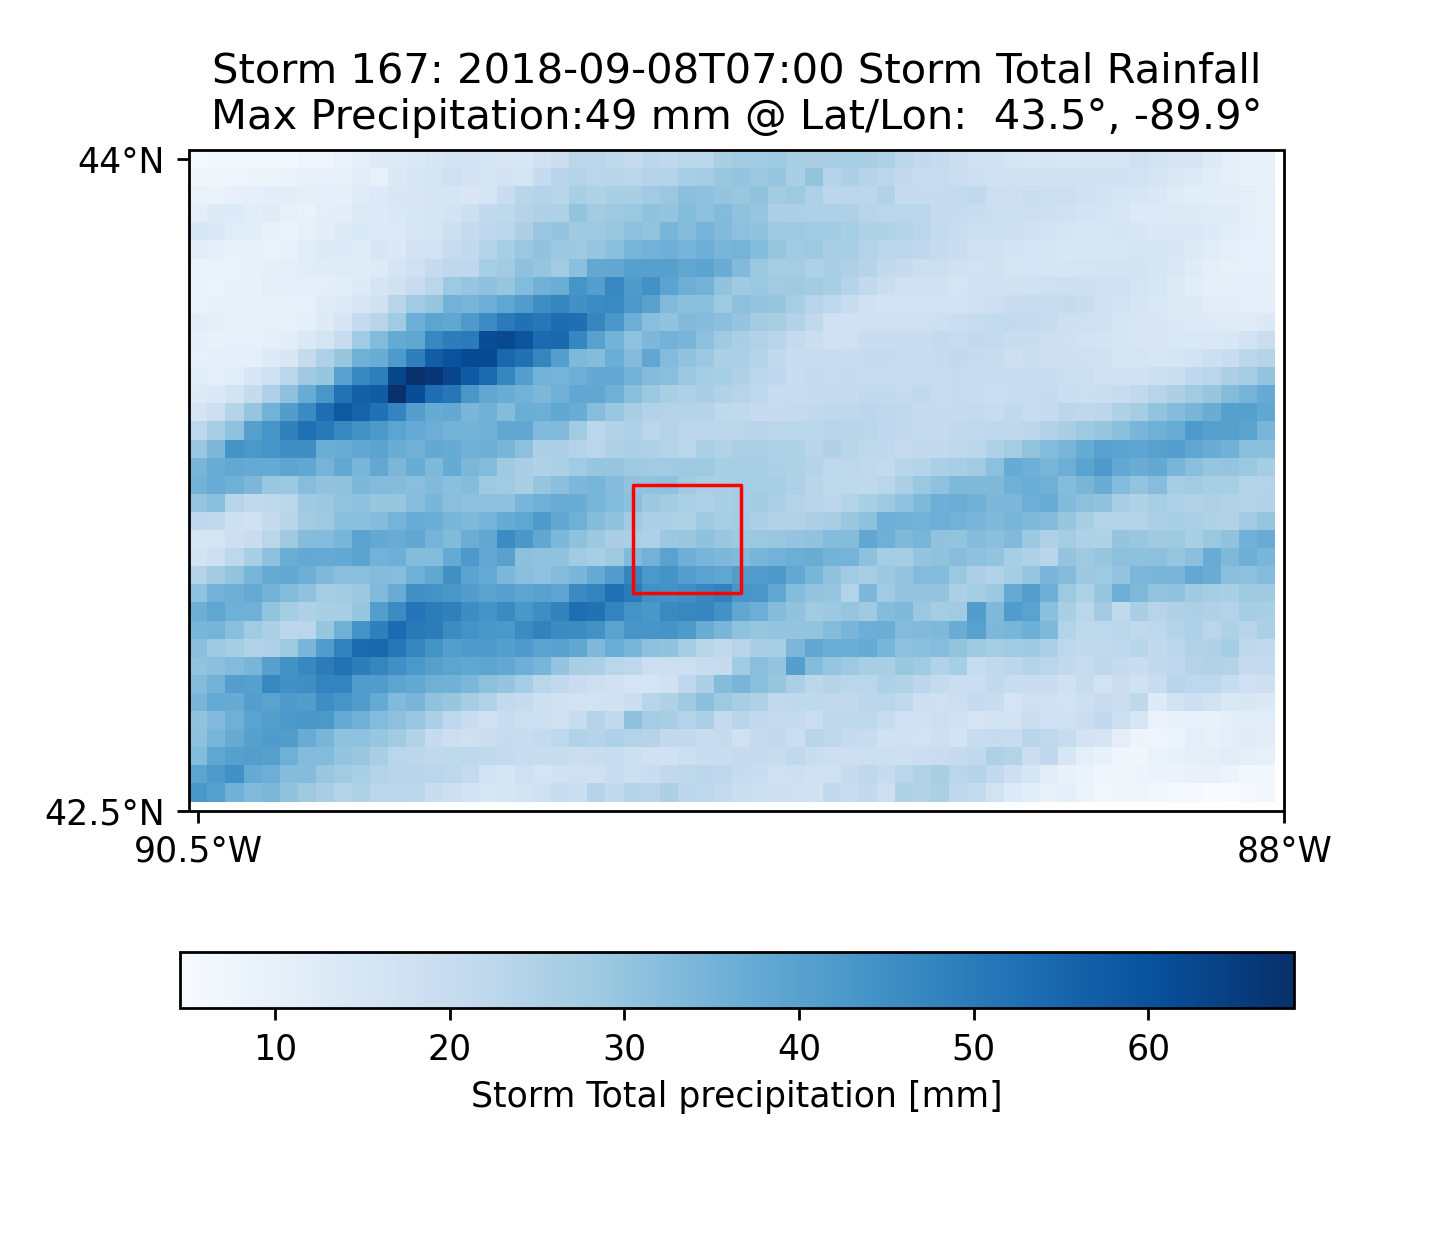 Storm 167: 2018-09-08T07:00 Storm Total Rainfall
Max Precipitation:49 mm @ Lat/Lon:  43.5°, -89.9°
44°N
42.5°N
90.5°W 88°W
10 20 30 40 50 60
Storm Total precipitation [mm]